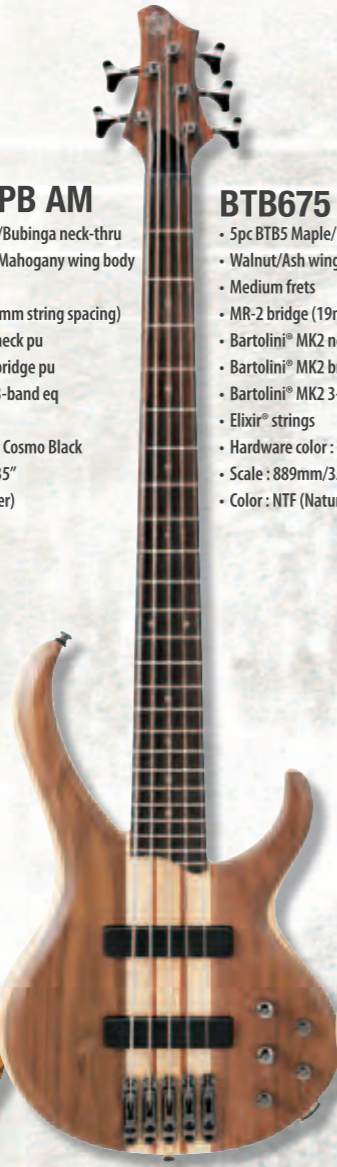 PB AM
/Bubinga neck-thru
Mahogany wing body
mm string spacing)
neck pu
bridge pu
3-band eq
Cosmo Black
35"
er)
BTB675
• 5pc BTB5 Maple/
• Walnut/Ash wing
• Medium frets
• MR-2 bridge (19m
• Bartolini® MK2 ne
• Bartolini® MK2 br
• Bartolini® MK2 3-
• Elixir® strings
• Hardware color :
• Scale : 889mm/3
• Color : NTF (Natur